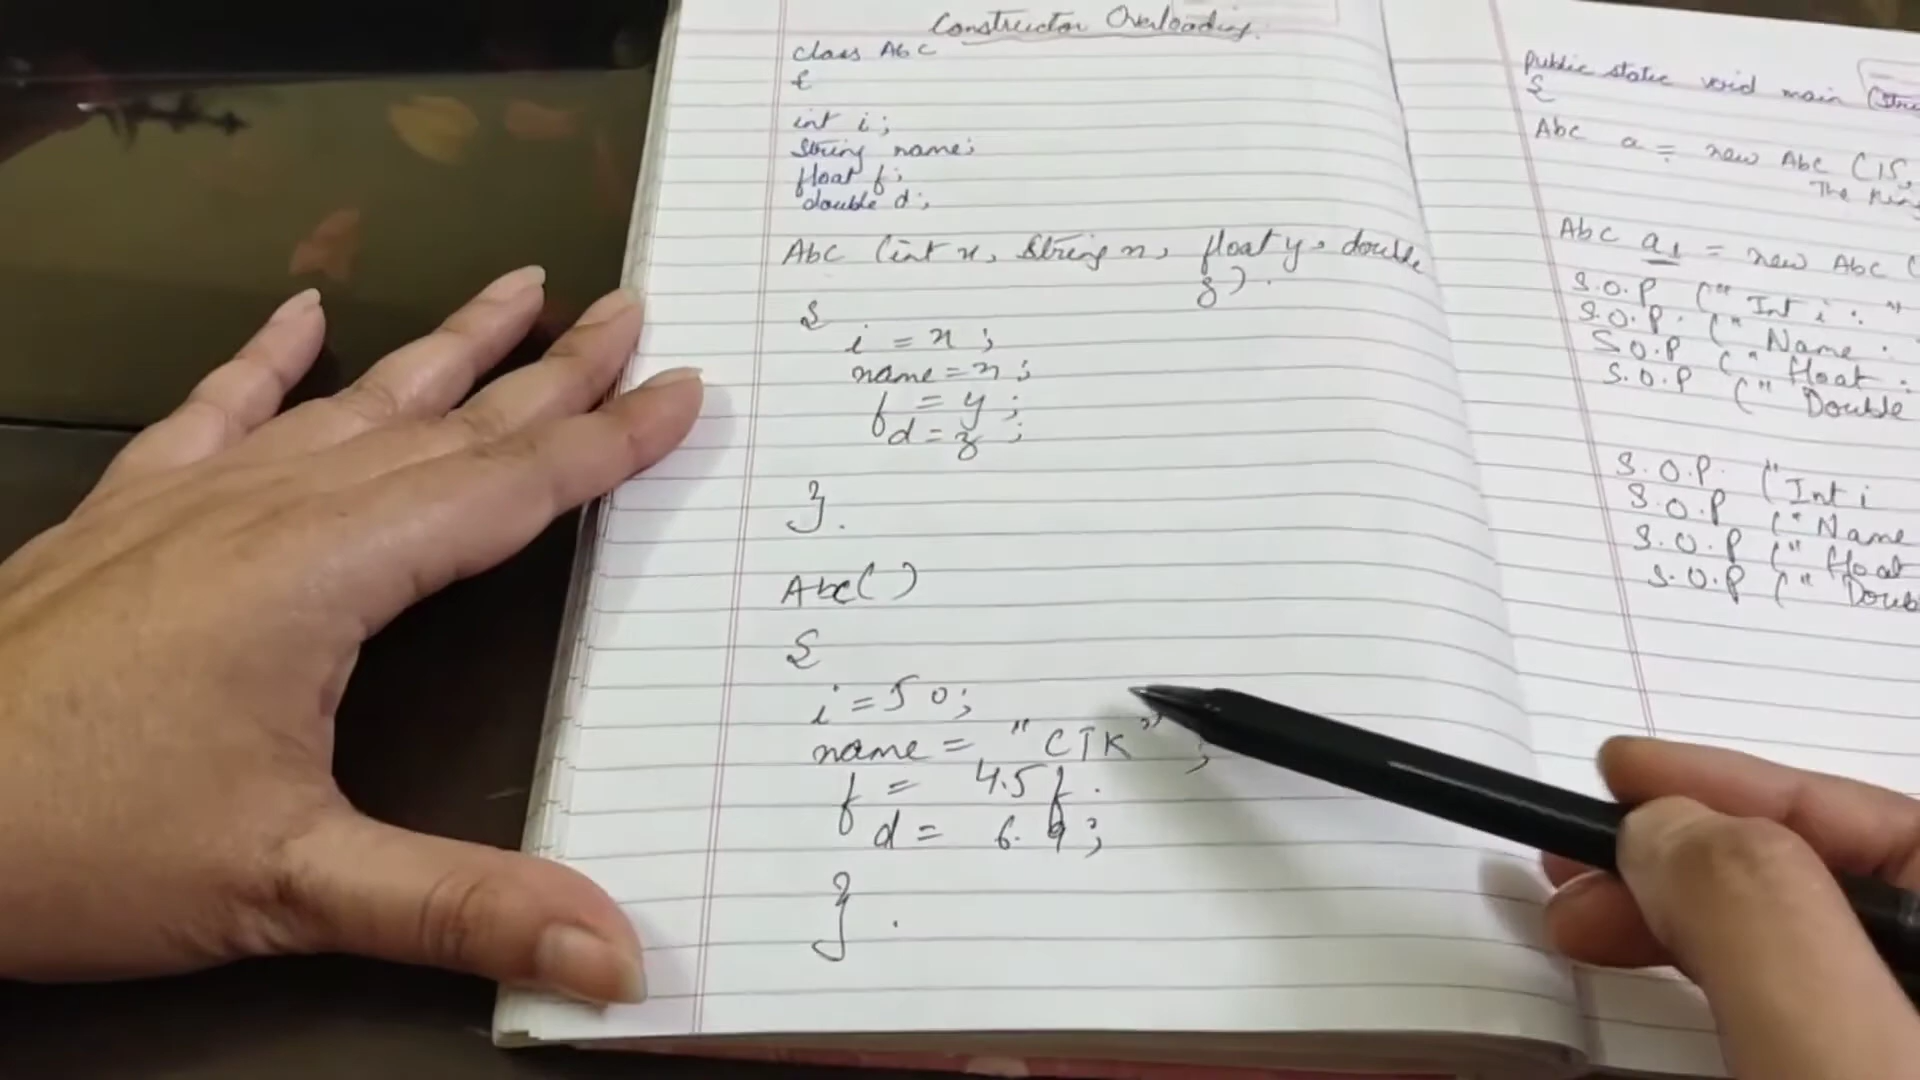 Constructor Overloading.
class Abc
{
int i;
String name;
float f;
double d;
Abc (int x, String n, float y, double
z).
{
i = x;
name = n;
f = y;
d = z;
}.
Abc()
{
i = 50;
name = "CTK";
f = 4.5f.
d = 6.9;
}.
public static void main (
{
Abc a = new Abc (15,
The
Abc a1 = new Abc (
S.O.P ("Int i : "
S.O.P. (" Name :
S.O.P (" float :
S.O.P (" Double
S.O.P. ("Int i
S.O.P ("Name
S.O.P (" float
S.O.P (" Doub